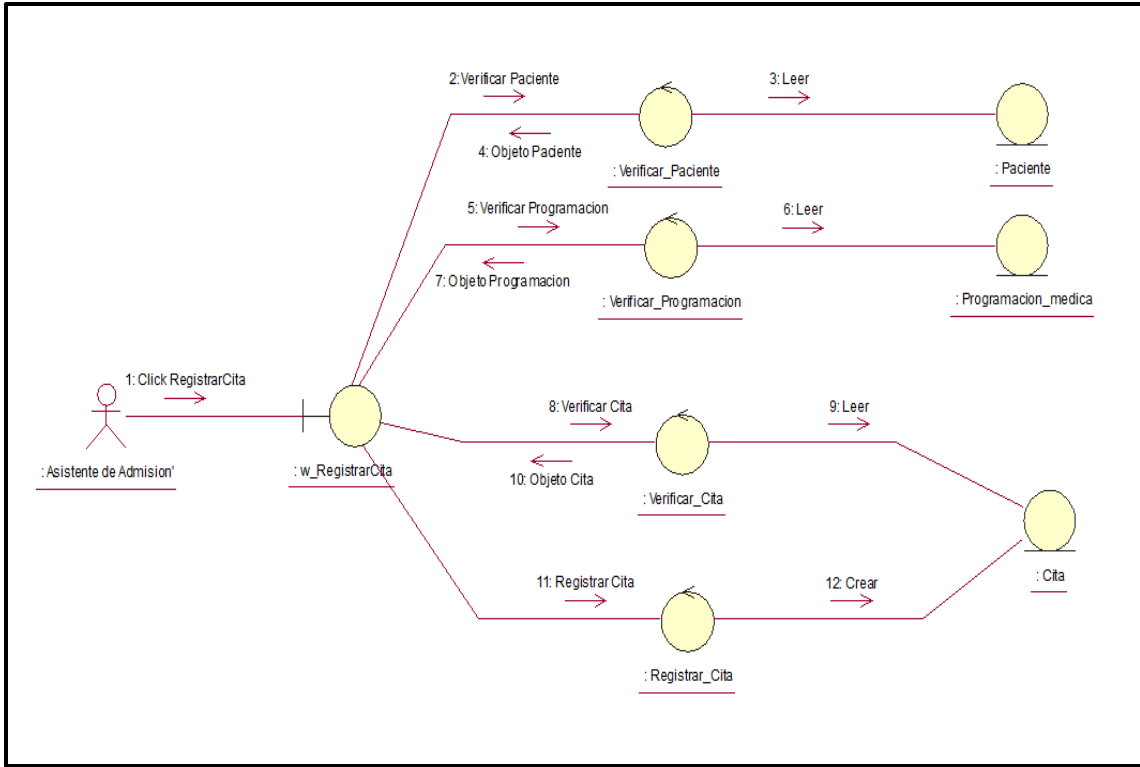 2: Verificar Paciente
3: Leer
4: Objeto Paciente
: Verificar_Paciente
: Paciente
5: Verificar Programacion
6: Leer
7: Objeto Programacion
: Verificar_Programacion
: Programacion_medica
1: Click RegistrarCita
8: Verificar Cita
9: Leer
: Asistente de Admision'
: w_RegistrarCita
10: Objeto Cita
: Verificar_Cita
: Cita
11: Registrar Cita
12: Crear
: Registrar_Cita